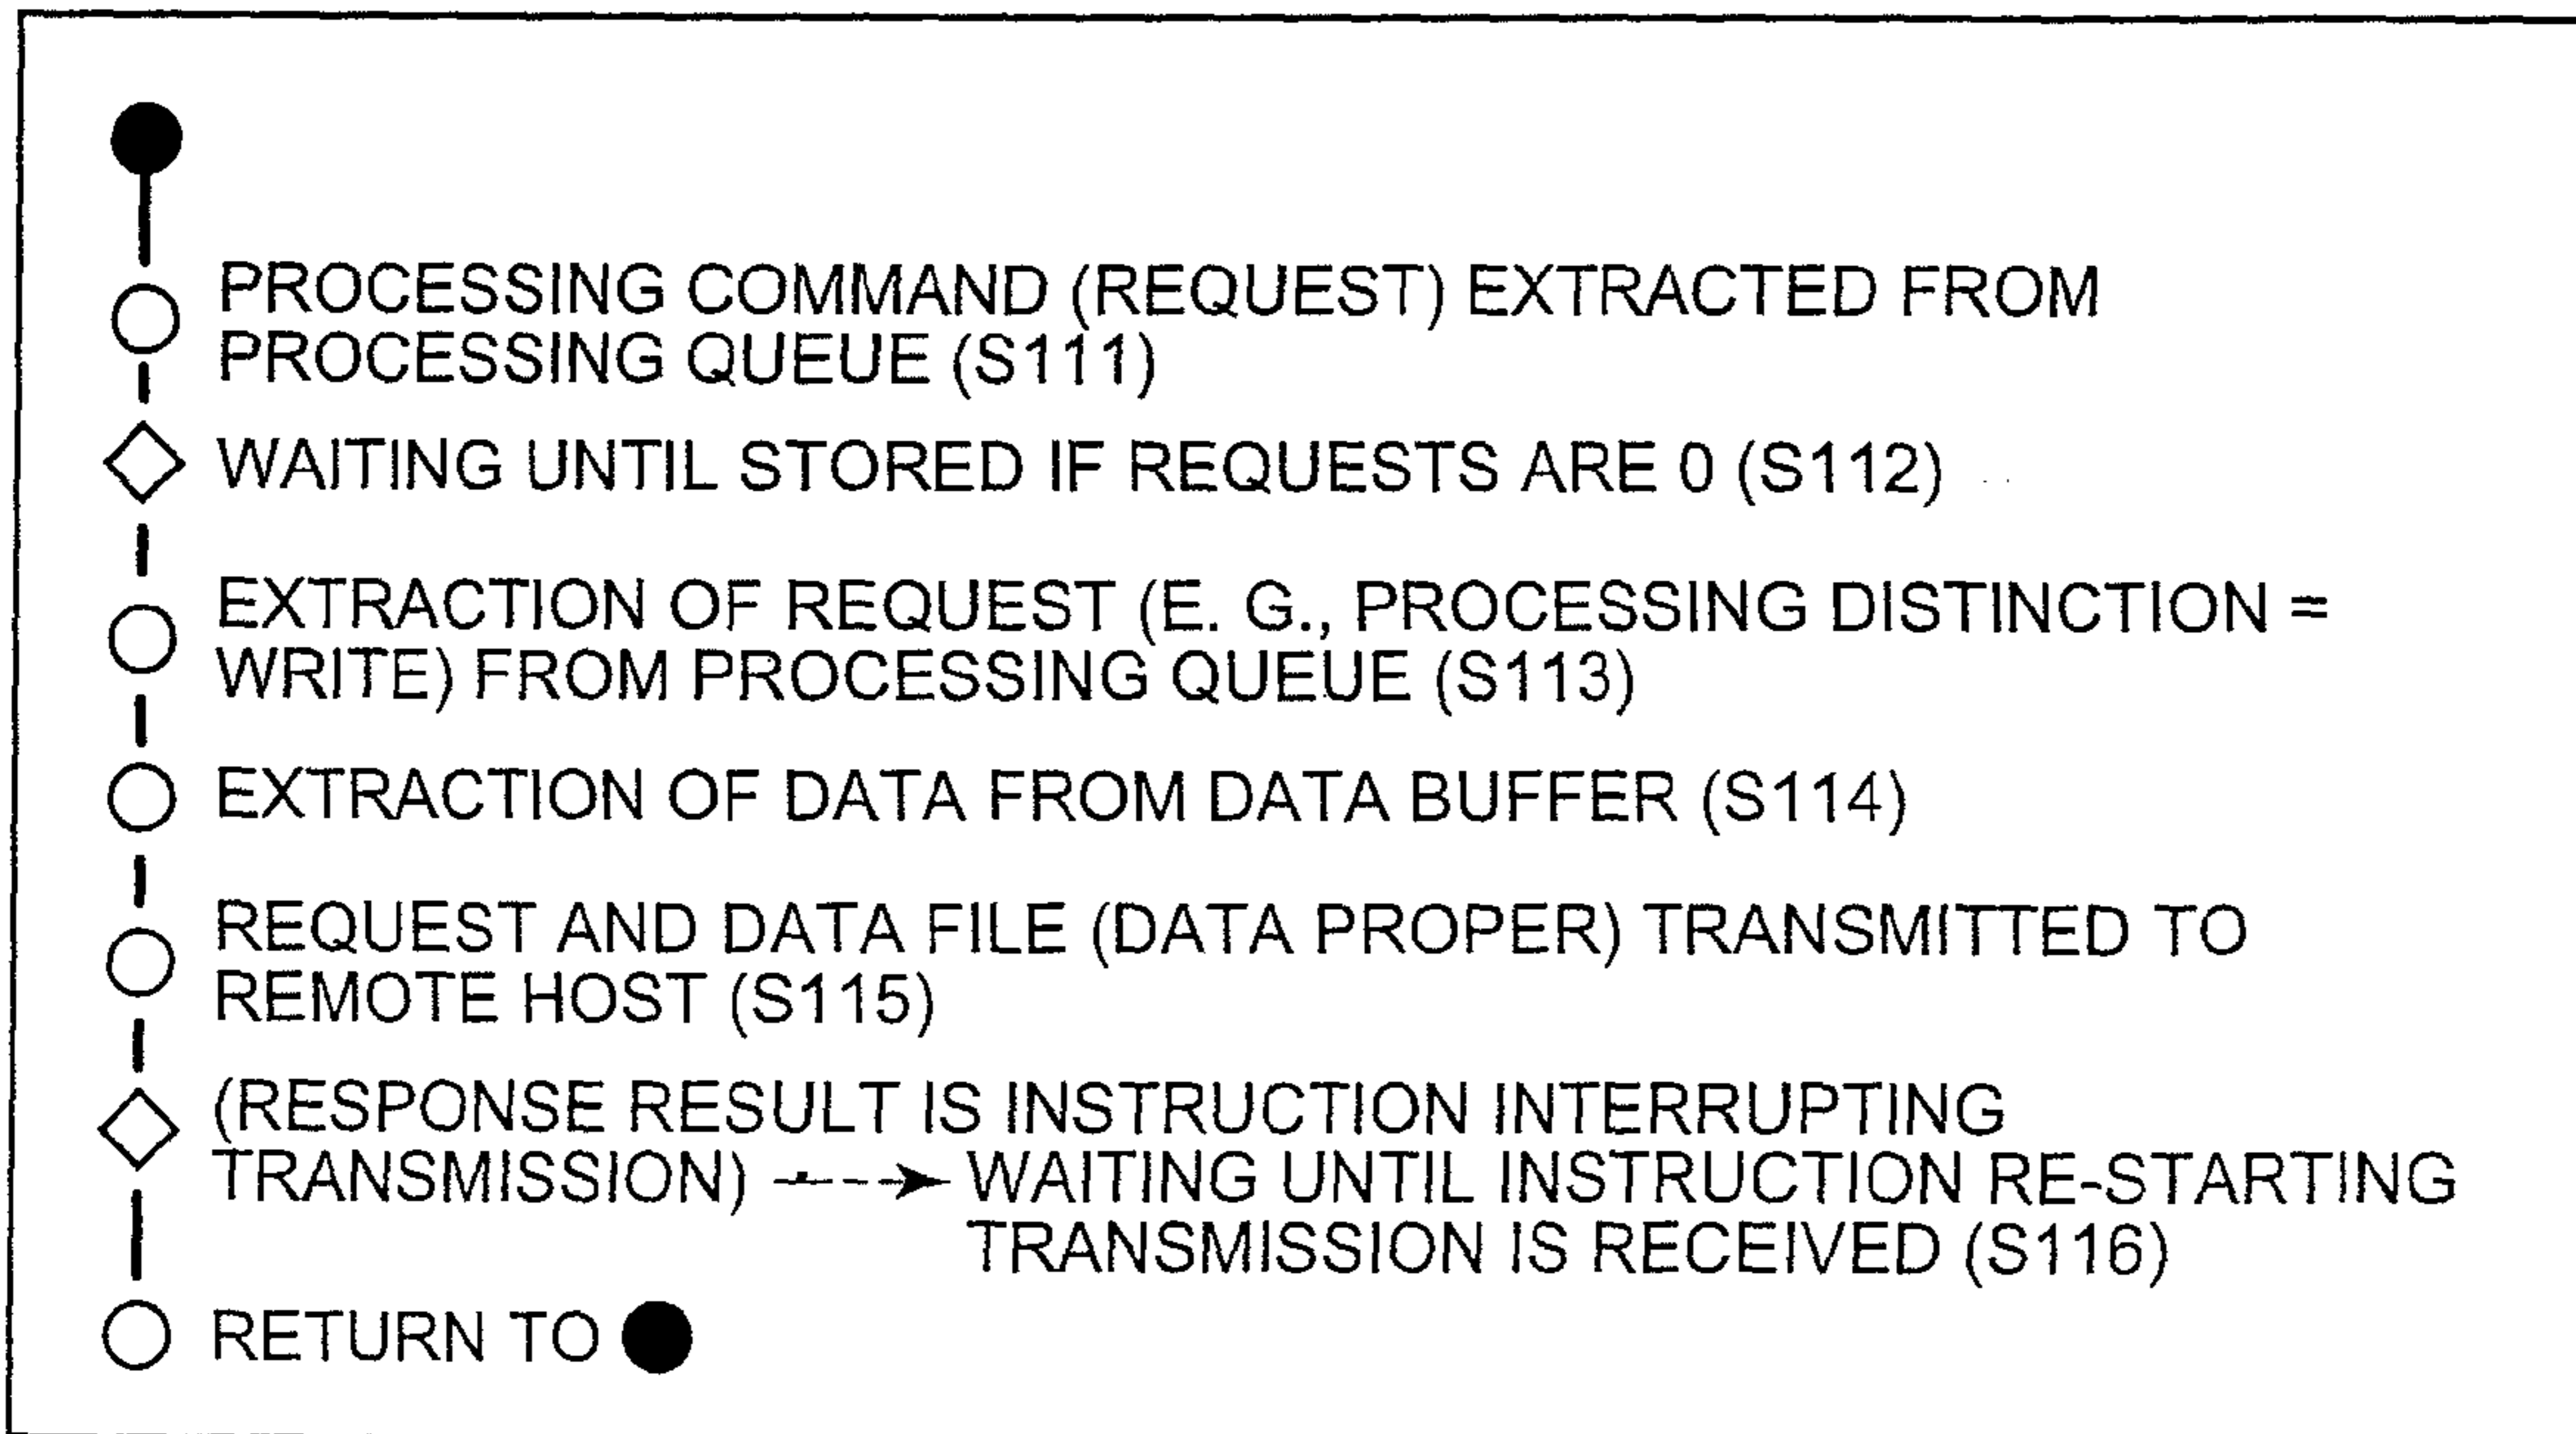 PROCESSING COMMAND (REQUEST) EXTRACTED FROM
PROCESSING QUEUE (S111)
WAITING UNTIL STORED IF REQUESTS ARE 0 (S112)
EXTRACTION OF REQUEST (E. G., PROCESSING DISTINCTION =
WRITE) FROM PROCESSING QUEUE (S113)
EXTRACTION OF DATA FROM DATA BUFFER (S114)
REQUEST AND DATA FILE (DATA PROPER) TRANSMITTED TO
REMOTE HOST (S115)
(RESPONSE RESULT IS INSTRUCTION INTERRUPTING
TRANSMISSION) WAITING UNTIL INSTRUCTION RE-STARTING
TRANSMISSION IS RECEIVED (S116)
RETURN TO